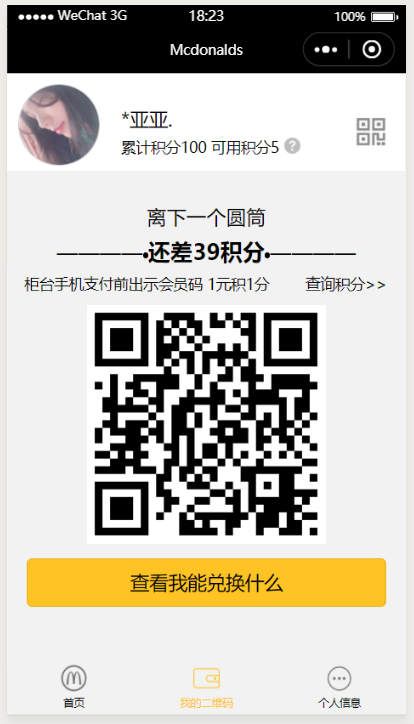 ●●●●● WeChat 3G 18:23 100%
Mcdonalds
*亚亚.
累计积分100 可用积分5 ?
离下一个圆筒
————•还差39积分•————
柜台手机支付前出示会员码 1元积1分 查询积分>>
查看我能兑换什么
首页 我的二维码 个人信息